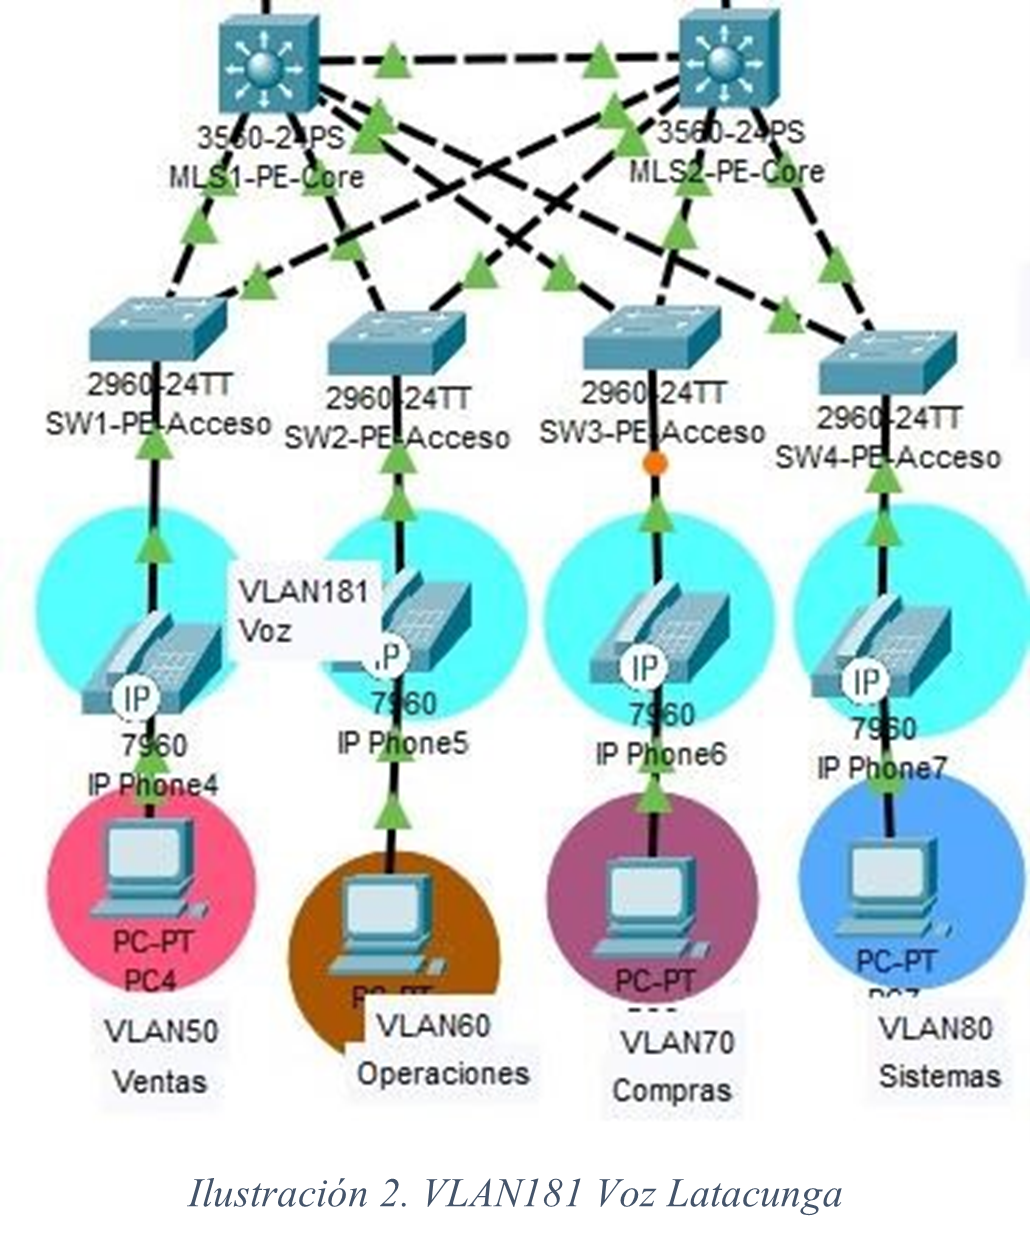 3560-24PS
MLS1-PE-Core
3560-24PS
MLS2-PE-Core
2960-24TT
SW1-PE-Acceso
2960-24TT
SW2-PE-Acceso
2960-24TT
SW3-PE-Acceso
2960-24TT
SW4-PE-Acceso
VLAN181
Voz
IP
7960
IP Phone4
IP
7960
IP Phone5
IP
7960
IP Phone6
IP
7960
IP Phone7
PC-PT
PC4
PC-PT
PC-PT
PC-PT
PC7
VLAN50
Ventas
VLAN60
Operaciones
VLAN70
Compras
VLAN80
Sistemas
Ilustración 2. VLAN181 Voz Latacunga